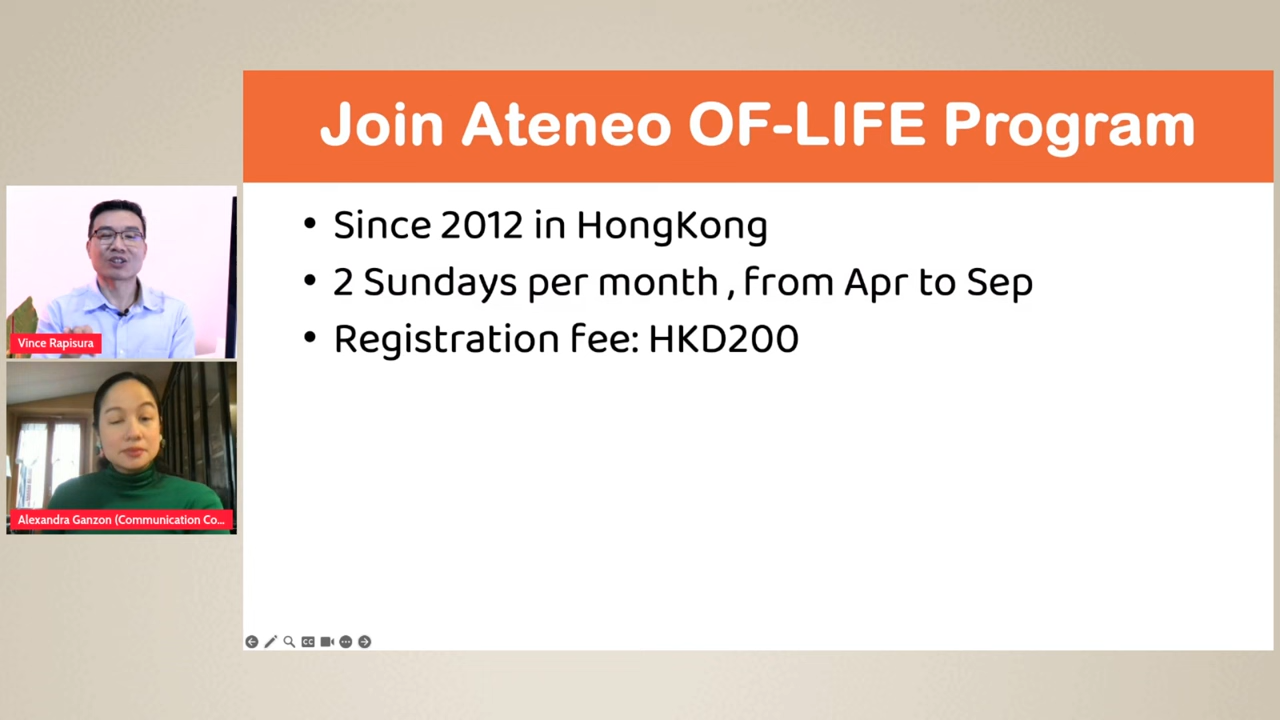 Join Ateneo OF-LIFE Program
• Since 2012 in HongKong
• 2 Sundays per month , from Apr to Sep
• Registration fee: HKD200
Vince Rapisura
Alexandra Ganzon (Communication Co...
CC